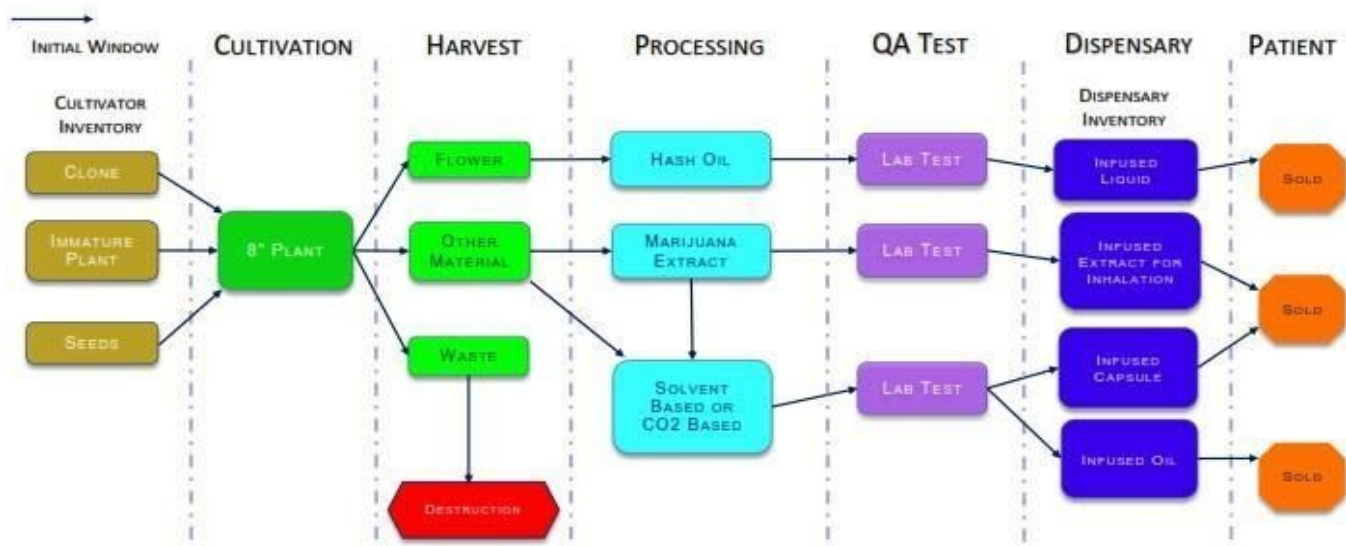 INITIAL WINDOW
CULTIVATION
HARVEST
PROCESSING
QA TEST
DISPENSARY
PATIENT
CULTIVATOR
INVENTORY
DISPENSARY
INVENTORY
CLONE
IMMATURE
PLANT
SEEDS
8" PLANT
FLOWER
OTHER
MATERIAL
WASTE
DESTRUCTION
HASH OIL
MARIJUANA
EXTRACT
SOLVENT
BASED OR
CO2 BASED
LAB TEST
LAB TEST
LAB TEST
INFUSED
LIQUID
INFUSED
EXTRACT FOR
INHALATION
INFUSED
CAPSULE
INFUSED OIL
SOLD
SOLD
SOLD